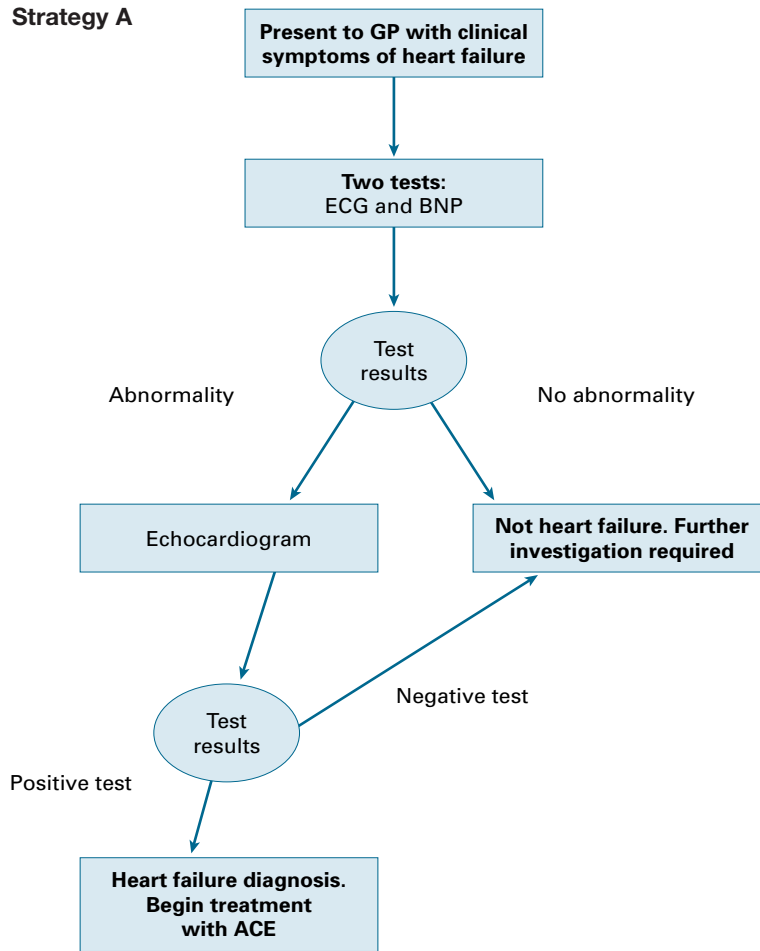 Strategy A
Present to GP with clinical
symptoms of heart failure
Two tests:
ECG and BNP
Test
results
Abnormality
No abnormality
Echocardiogram
Not heart failure. Further
investigation required
Negative test
Test
results
Positive test
Heart failure diagnosis.
Begin treatment
with ACE